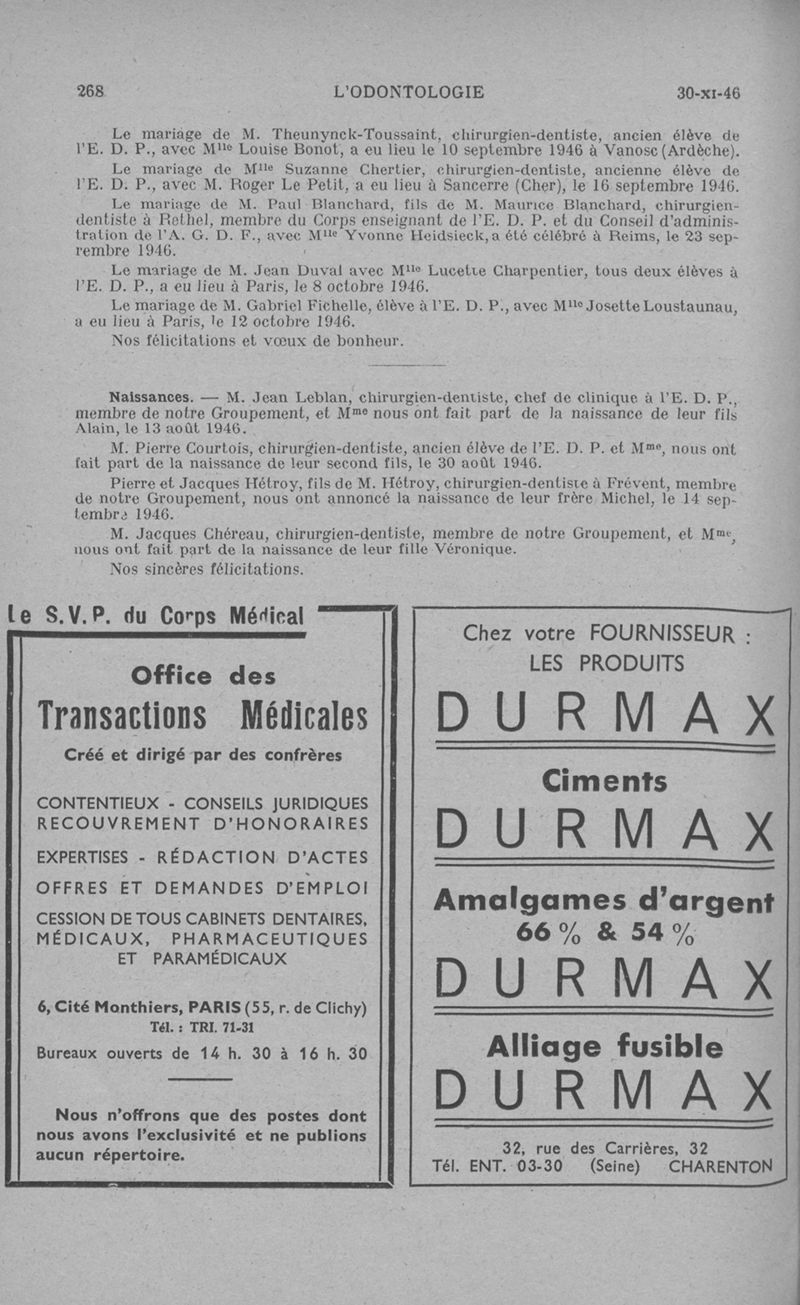 268 L'ODONTOLOGIE 30-XI-46
Le mariage de M. Theunynck-Toussaint, chirurgien-dentiste, ancien élève de
l'E. D. P., avec Mlle Louise Bonot, a eu lieu le 10 septembre 1946 à Vanosc (Ardèche).
Le mariage de Mlle Suzanne Chertier, chirurgien-dentiste, ancienne élève de
l'E. D. P., avec M. Roger Le Petit, a eu lieu à Sancerre (Cher), le 16 septembre 1946.
Le mariage de M. Paul Blanchard, fils de M. Maurice Blanchard, chirurgien-
dentiste à Rethel, membre du Corps enseignant de l'E. D. P. et du Conseil d'adminis-
tration de l'A. G. D. F., avec Mlle Yvonne Heidsieck, a été célébré à Reims, le 23 sep-
rembre 1946.
Le mariage de M. Jean Duval avec Mlle Lucette Charpentier, tous deux élèves à
l'E. D. P., a eu lieu à Paris, le 8 octobre 1946.
Le mariage de M. Gabriel Fichelle, élève à l'E. D. P., avec Mlle Josette Loustaunau,
a eu lieu à Paris, le 12 octobre 1946.
Nos félicitations et vœux de bonheur.
Naissances. — M. Jean Leblan, chirurgien-dentiste, chef de clinique à l'E. D. P.,
membre de notre Groupement, et Mme nous ont fait part de la naissance de leur fils
Alain, le 13 août 1946.
M. Pierre Courtois, chirurgien-dentiste, ancien élève de l'E. D. P. et Mme, nous ont
fait part de la naissance de leur second fils, le 30 août 1946.
Pierre et Jacques Hétroy, fils de M. Hétroy, chirurgien-dentiste à Frévent, membre
de notre Groupement, nous ont annoncé la naissance de leur frère Michel, le 14 sep-
tembre 1946.
M. Jacques Chéreau, chirurgien-dentiste, membre de notre Groupement, et Mme,
nous ont fait part de la naissance de leur fille Véronique.
Nos sincères félicitations.
Le S.V.P. du Corps Médical
Office des
Transactions Médicales
Créé et dirigé par des confrères
CONTENTIEUX - CONSEILS JURIDIQUES
RECOUVREMENT D'HONORAIRES
EXPERTISES - RÉDACTION D'ACTES
OFFRES ET DEMANDES D'EMPLOI
CESSION DE TOUS CABINETS DENTAIRES,
MÉDICAUX, PHARMACEUTIQUES
ET PARAMÉDICAUX
6, Cité Monthiers, PARIS (55, r. de Clichy)
Tél. : TRI. 71-31
Bureaux ouverts de 14 h. 30 à 16 h. 30
Nous n'offrons que des postes dont
nous avons l'exclusivité et ne publions
aucun répertoire.
Chez votre FOURNISSEUR :
LES PRODUITS
DURMAX
Ciments
DURMAX
Amalgames d'argent
66 % & 54 %
DURMAX
Alliage fusible
DURMAX
32, rue des Carrières, 32
Tél. ENT. 03-30 (Seine) CHARENTON